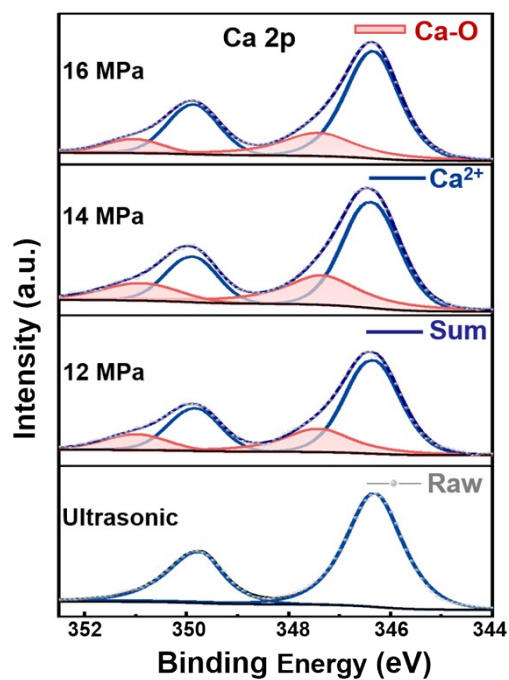 Ca 2p
Ca-O
16 MPa
Ca²⁺
14 MPa
Sum
12 MPa
Raw
Ultrasonic
Intensity (a.u.)
352 350 348 346 344
Binding Energy (eV)